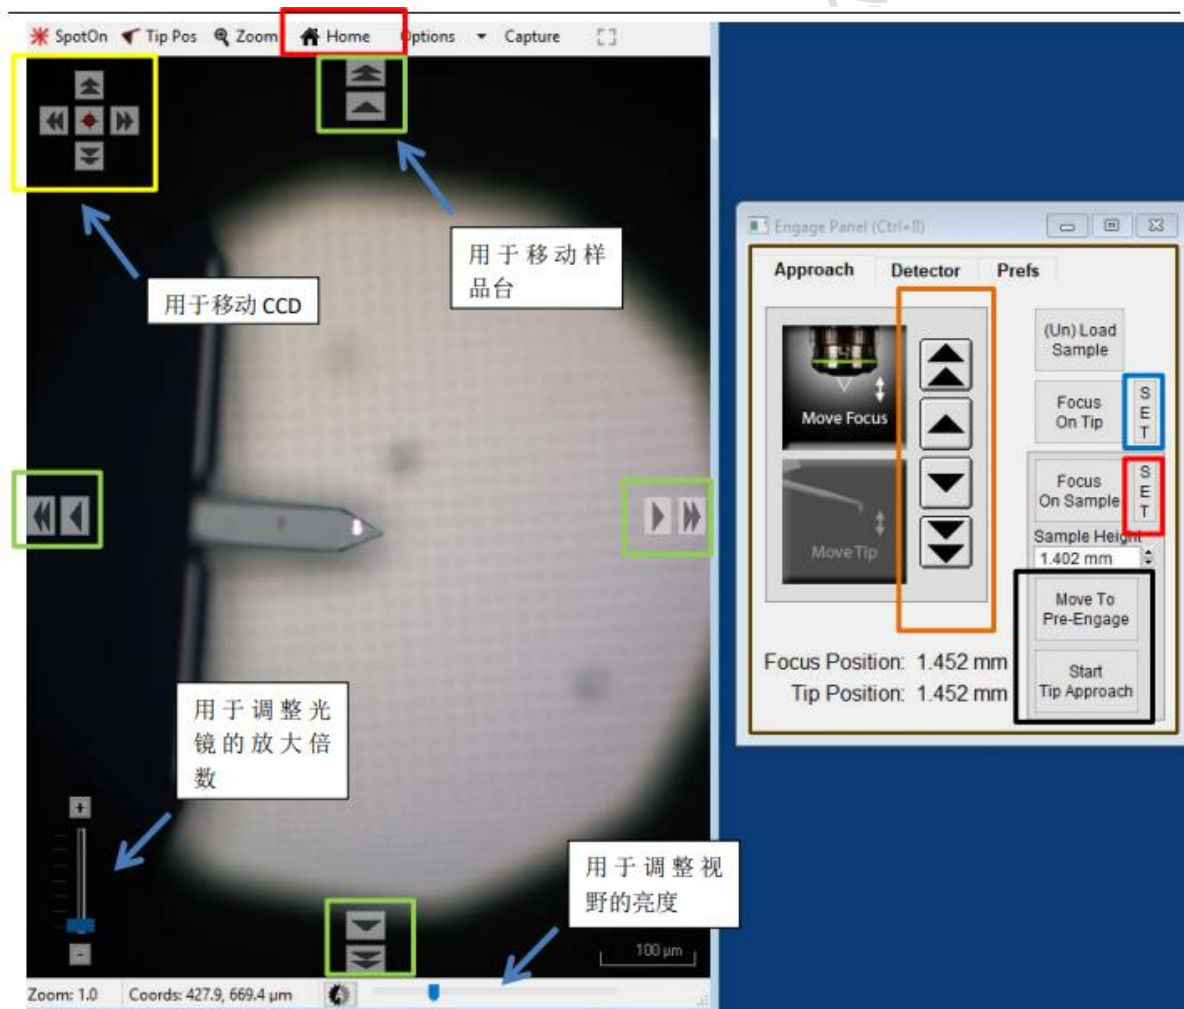 SpotOn Tip Pos Zoom Home Options Capture
用于移动样
品台
用于移动 CCD
用于调整光
镜的放大倍
数
用于调整视
野的亮度
+
-
100 µm
Zoom: 1.0 Coords: 427.9, 669.4 µm
Engage Panel (Ctrl+8)
Approach Detector Prefs
Move Focus
Move Tip
(Un) Load
Sample
Focus
On Tip
SET
Focus
On Sample
SET
Sample Height
1.402 mm
Move To
Pre-Engage
Start
Tip Approach
Focus Position: 1.452 mm
Tip Position: 1.452 mm